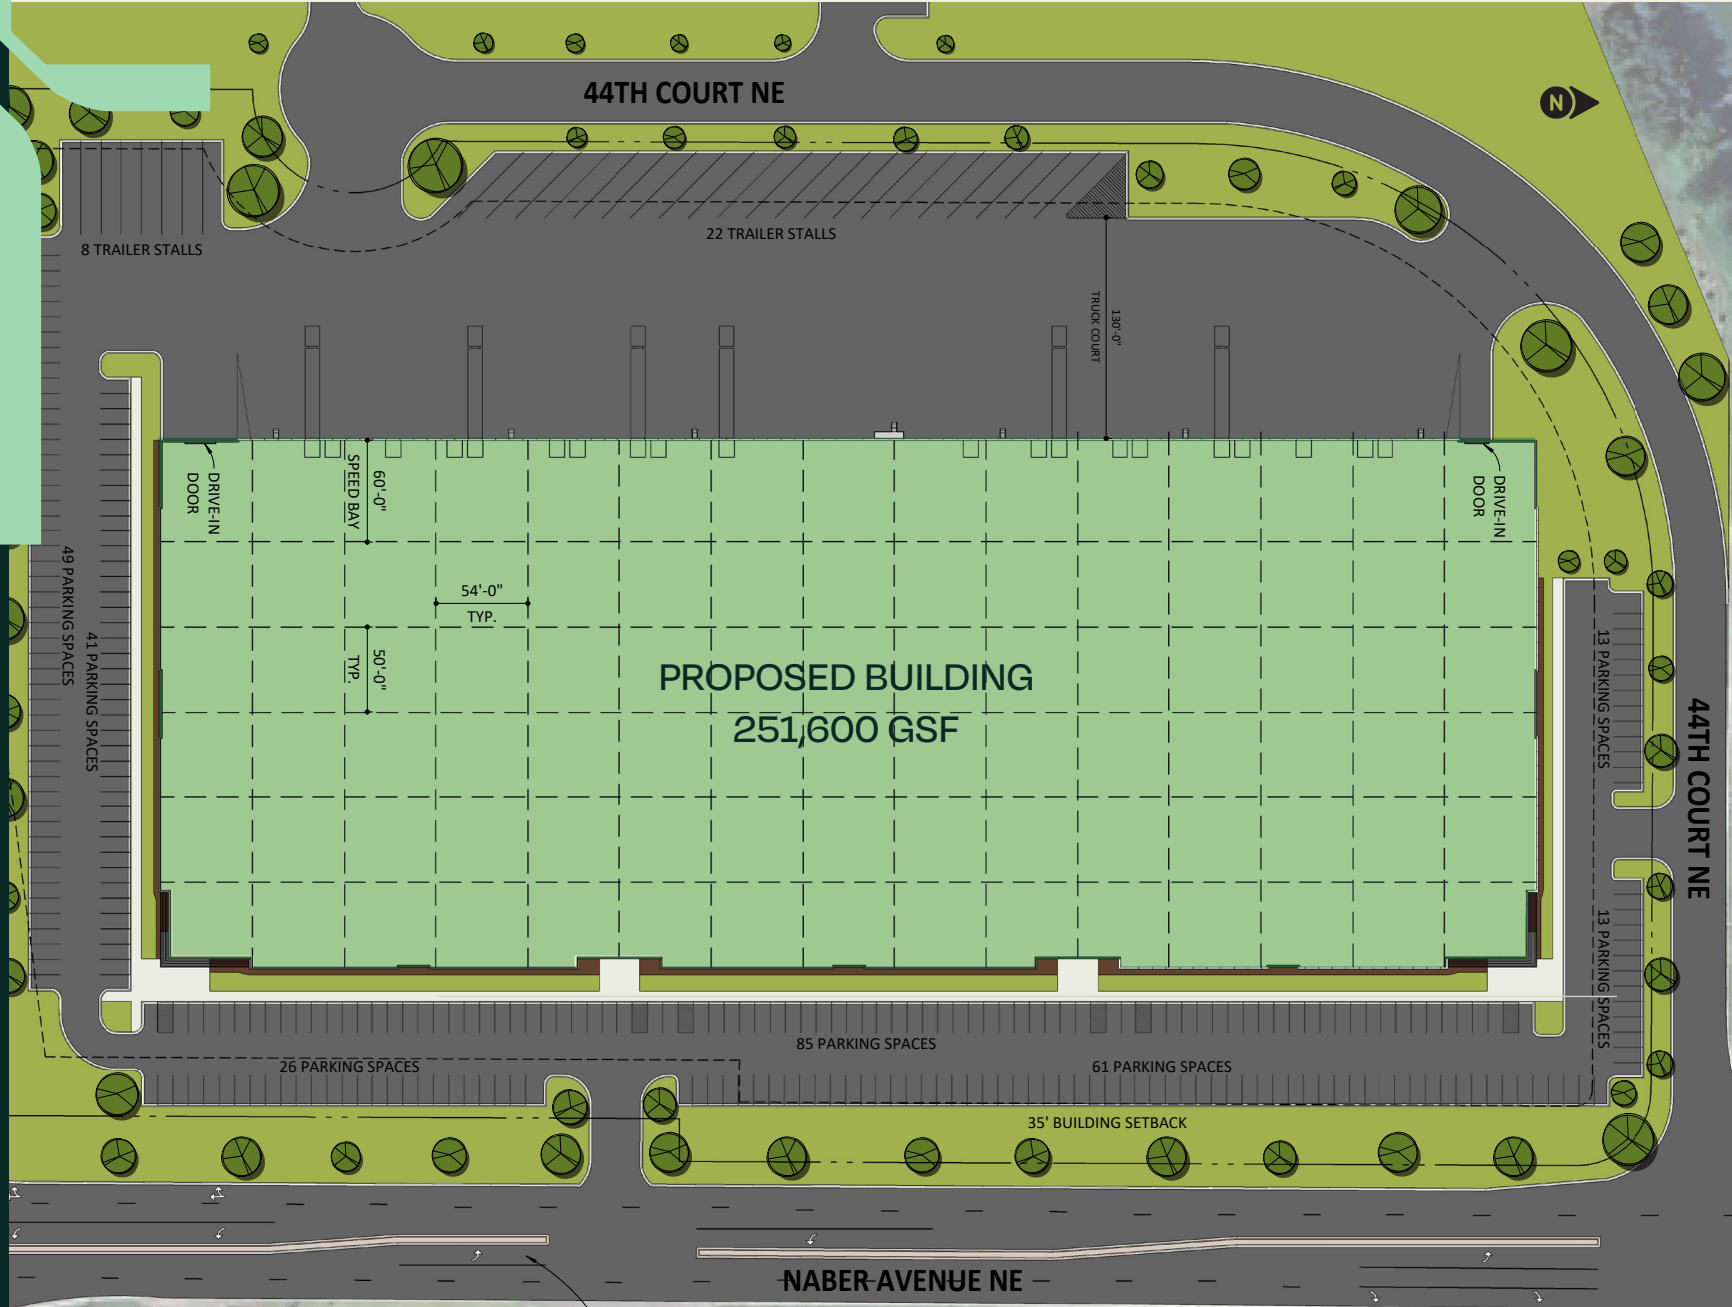 44TH COURT NE
N
8 TRAILER STALLS
22 TRAILER STALLS
130'-0"
TRUCK COURT
DRIVE-IN
DOOR
60'-0"
SPEED BAY
DRIVE-IN
DOOR
54'-0"
TYP.
50'-0"
TYP.
49 PARKING SPACES
41 PARKING SPACES
PROPOSED BUILDING
251,600 GSF
13 PARKING SPACES
44TH COURT NE
13 PARKING SPACES
85 PARKING SPACES
26 PARKING SPACES
61 PARKING SPACES
35' BUILDING SETBACK
NABER AVENUE NE